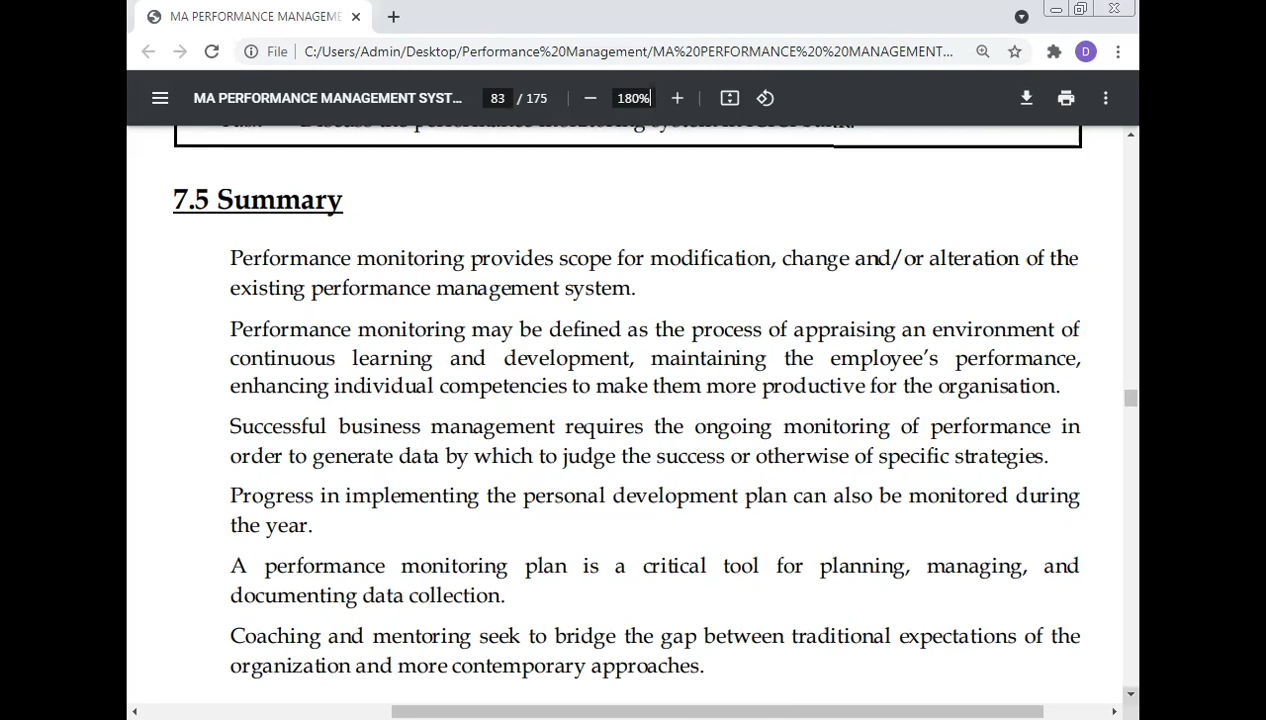 MA PERFORMANCE MANAGEME
File C:/Users/Admin/Desktop/Performance%20Management/MA%20PERFORMANCE%20%20MANAGEMENT... D
MA PERFORMANCE MANAGEMENT SYST... 83 / 175 180%
Discuss the performance monitoring system in
7.5 Summary
Performance monitoring provides scope for modification, change and/or alteration of the
existing performance management system.
Performance monitoring may be defined as the process of appraising an environment of
continuous learning and development, maintaining the employee’s performance,
enhancing individual competencies to make them more productive for the organisation.
Successful business management requires the ongoing monitoring of performance in
order to generate data by which to judge the success or otherwise of specific strategies.
Progress in implementing the personal development plan can also be monitored during
the year.
A performance monitoring plan is a critical tool for planning, managing, and
documenting data collection.
Coaching and mentoring seek to bridge the gap between traditional expectations of the
organization and more contemporary approaches.